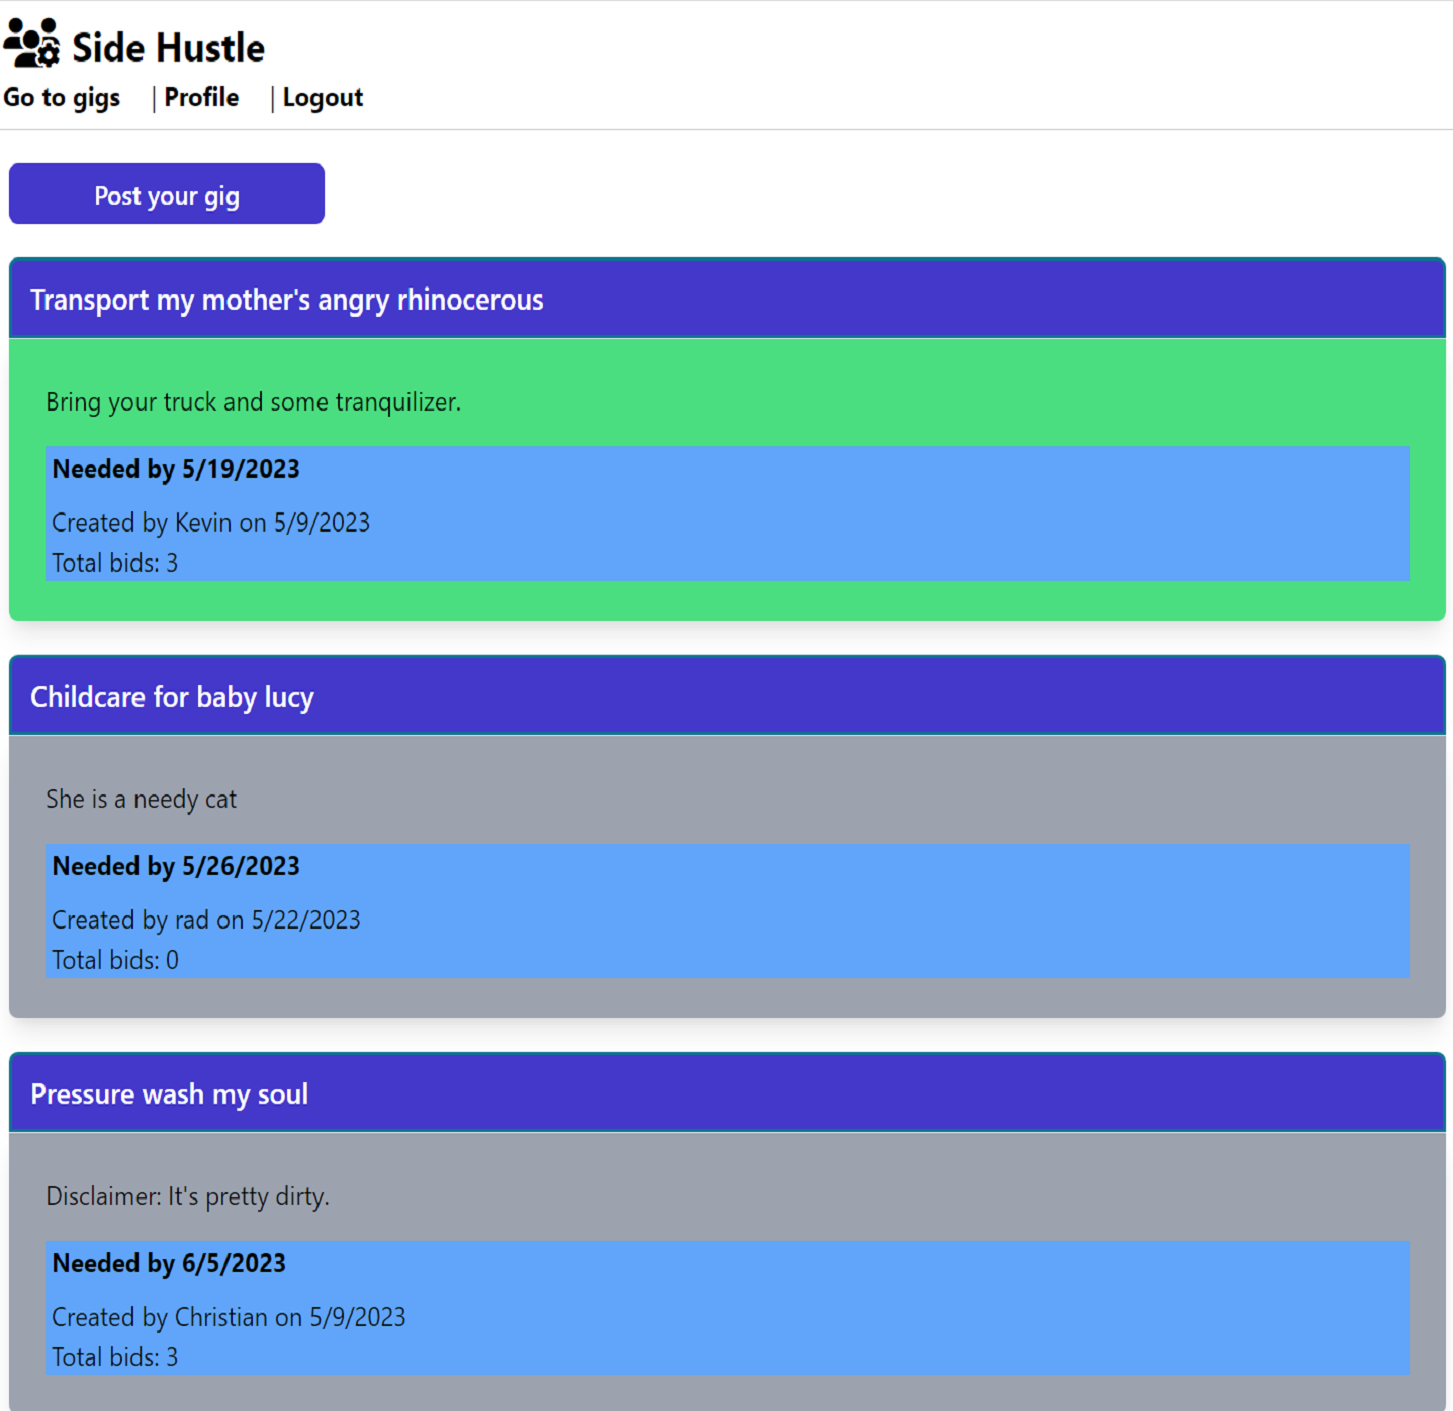 Side Hustle
Go to gigs | Profile | Logout
Post your gig
Transport my mother's angry rhinocerous
Bring your truck and some tranquilizer.
Needed by 5/19/2023
Created by Kevin on 5/9/2023
Total bids: 3
Childcare for baby lucy
She is a needy cat
Needed by 5/26/2023
Created by rad on 5/22/2023
Total bids: 0
Pressure wash my soul
Disclaimer: It's pretty dirty.
Needed by 6/5/2023
Created by Christian on 5/9/2023
Total bids: 3